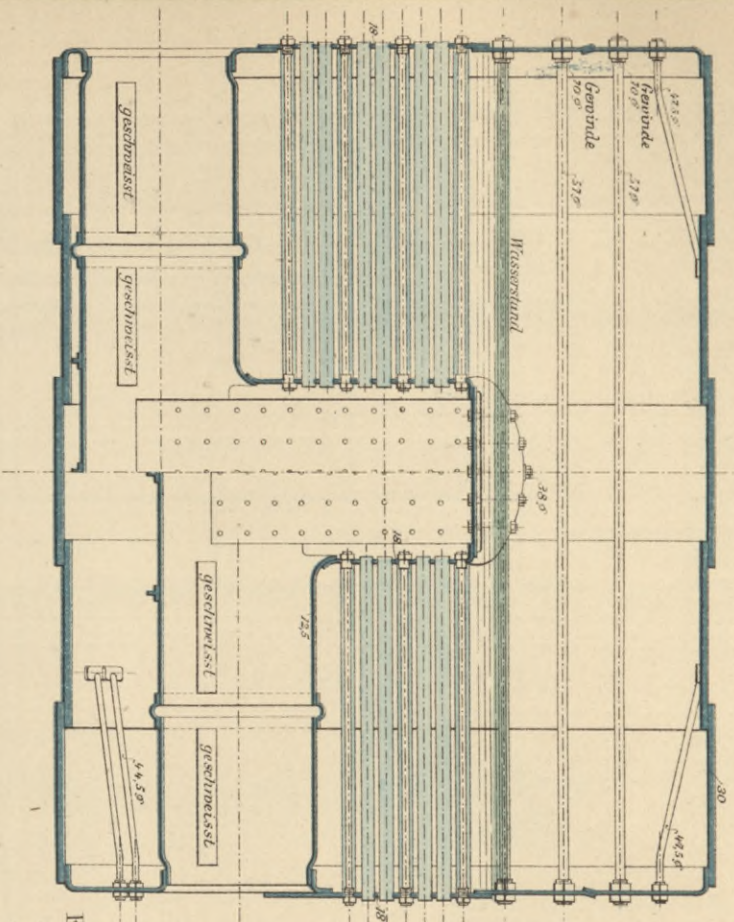 30
47,5 ø
47,5 ø
Gewinde
70 ø
57 ø
Gewinde
70 ø
57 ø
38 ø
Wasserstand
18
18
18
12,5
geschweisst
geschweisst
geschweisst
geschweisst
44,5 ø